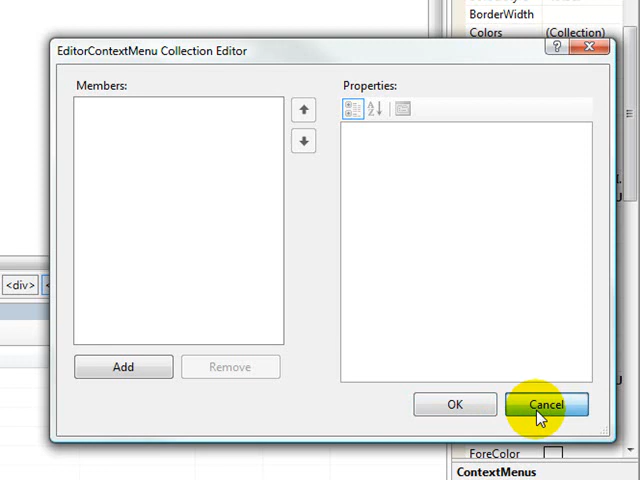 BorderWidth
Colors (Collection)
EditorContextMenu Collection Editor
Members:
Properties:
<div>
Add
Remove
OK
Cancel
ForeColor
ContextMenus